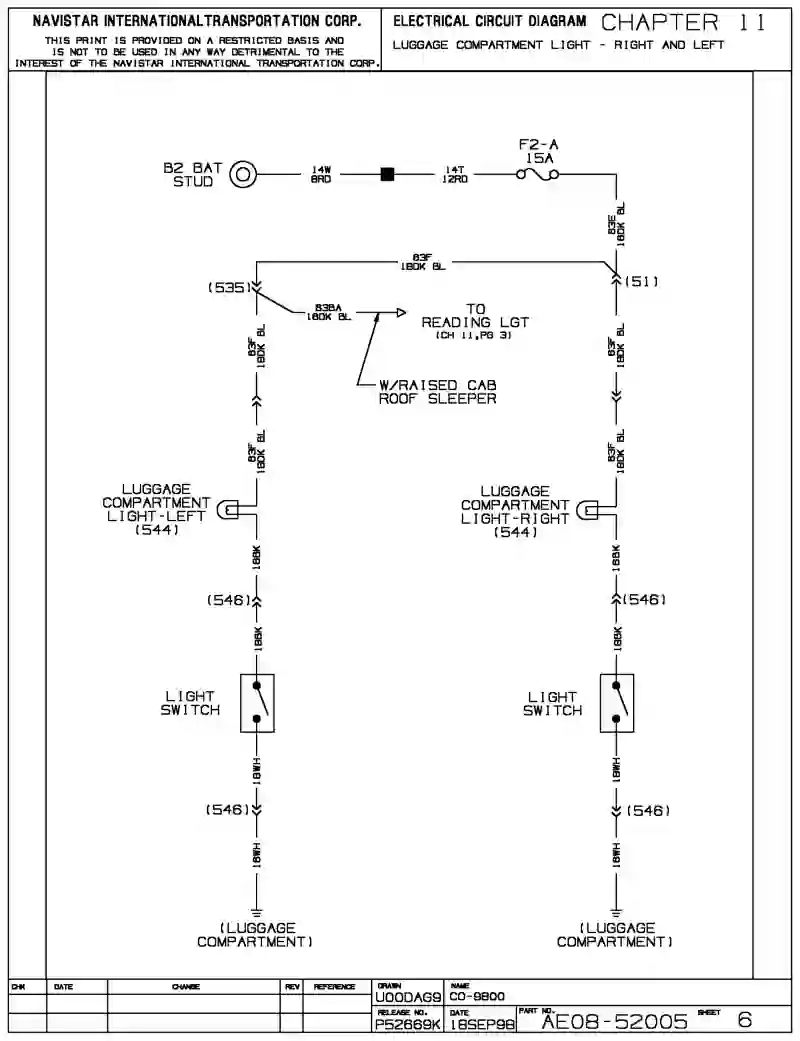 NAVISTAR INTERNATIONALTRANSPORTATION CORP.
THIS PRINT IS PROVIDED ON A RESTRICTED BASIS AND
IS NOT TO BE USED IN ANY WAY DETRIMENTAL TO THE
INTEREST OF THE NAVISTAR INTERNATIONAL TRANSPORTATION CORP.
ELECTRICAL CIRCUIT DIAGRAM CHAPTER 11
LUGGAGE COMPARTMENT LIGHT - RIGHT AND LEFT
B2 BAT
STUD
14W
8RD
14T
12RD
F2-A
15A
83E
18DK BL
83F
18DK BL
(535)
(51)
83BA
18DK BL
TO
READING LGT
(CH 11,PG 3)
83F
18DK BL
83F
18DK BL
W/RAISED CAB
ROOF SLEEPER
83F
18DK BL
83F
18DK BL
LUGGAGE
COMPARTMENT
LIGHT-LEFT
(544)
LUGGAGE
COMPARTMENT
LIGHT-RIGHT
(544)
18BK
18BK
(546)
(546)
18BK
18BK
LIGHT
SWITCH
LIGHT
SWITCH
18WH
18WH
(546)
(546)
18WH
18WH
(LUGGAGE
COMPARTMENT)
(LUGGAGE
COMPARTMENT)
CHK DATE CHANGE REV REFERENCE
DRAWN
U00DAG9
NAME
CO-9800
RELEASE NO.
P52669K
DATE
18SEP98
PART NO.
AE08-52005
SHEET
6